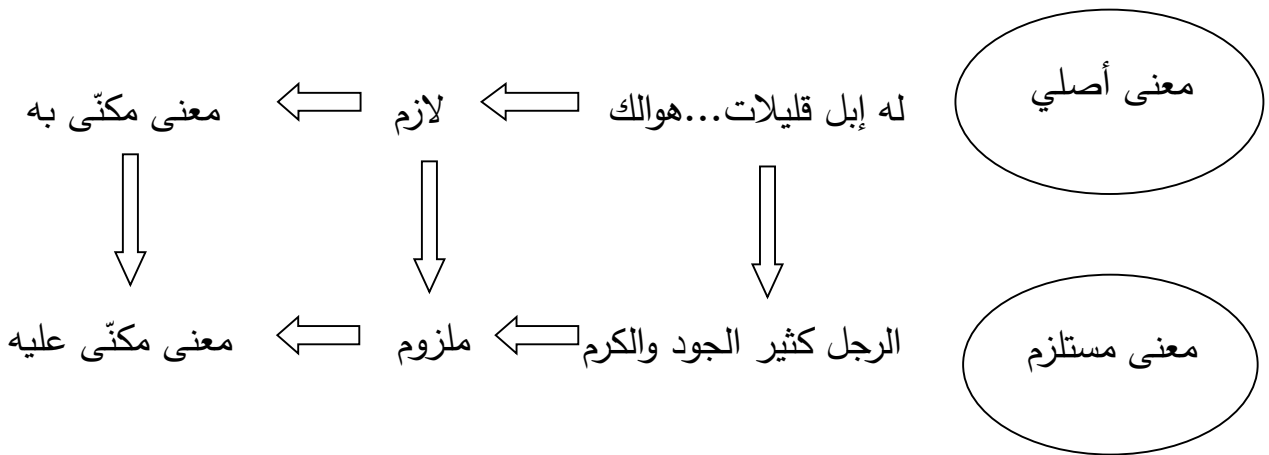 معنى أصلي
له إبل قليلات...هوالك
لازم
معنى مكنّى به
معنى مستلزم
الرجل كثير الجود والكرم
ملزوم
معنى مكنّى عليه